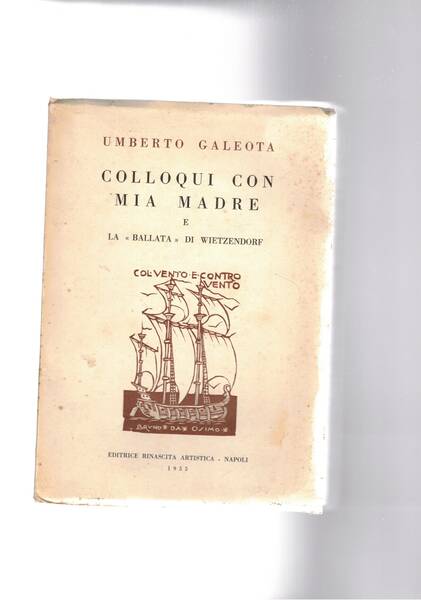 UMBERTO GALEOTA
COLLOQUI CON
MIA MADRE
E
LA « BALLATA » DI WIETZENDORF
COL·VENTO·E·CONTRO
VENTO
BRUNO DA OSIMO
EDITRICE RINASCITA ARTISTICA - NAPOLI
1955